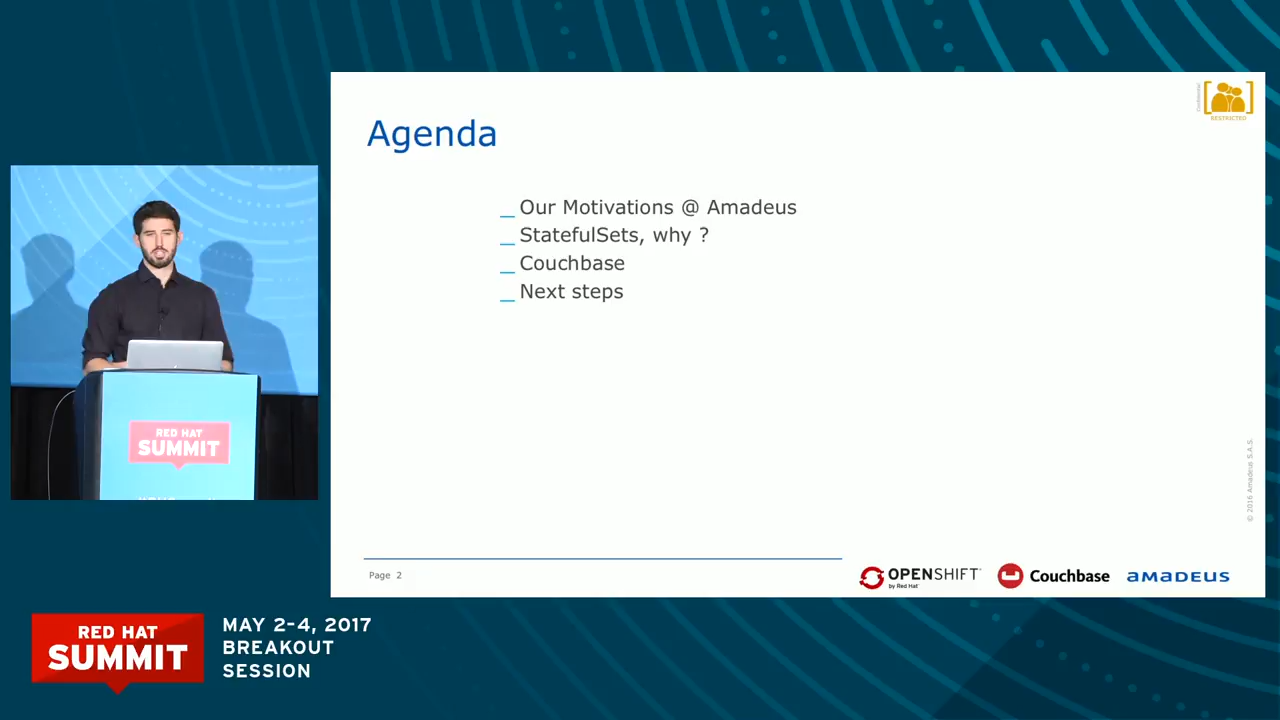 Confidential
RESTRICTED
Agenda
_ Our Motivations @ Amadeus
_ StatefulSets, why ?
_ Couchbase
_ Next steps
© 2016 Amadeus S.A.S.
Page 2
OPENSHIFT
by Red Hat
Couchbase
AMADEUS
RED HAT
SUMMIT
RED HAT
SUMMIT
MAY 2-4, 2017
BREAKOUT
SESSION